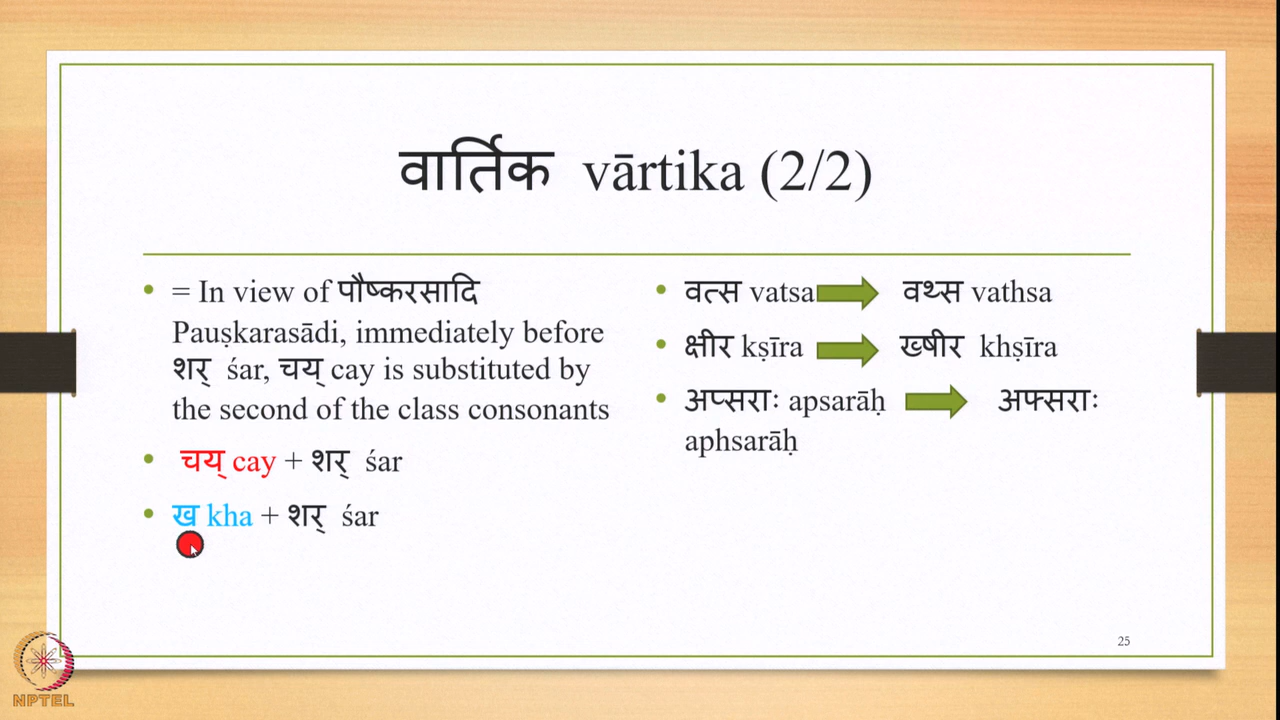 वार्तिक vārtika (2/2)
• = In view of पौष्करसादि
Pauṣkarasādi, immediately before
शर् śar, चय् cay is substituted by
the second of the class consonants
• चय् cay + शर् śar
• ख kha + शर् śar
• वत्स vatsa वथ्स vathsa
• क्षीर kṣīra ख्षीर khṣīra
• अप्सराः apsarāḥ अफ्सराः
aphsarāḥ
25
NPTEL